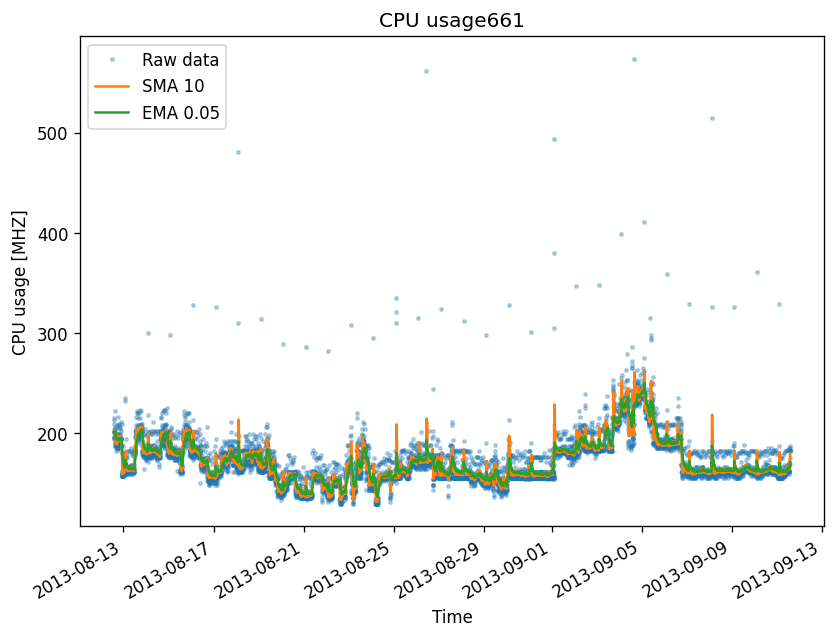 CPU usage661
Raw data
SMA 10
EMA 0.05
500
400
300
200
CPU usage [MHZ]
2013-08-13
2013-08-17
2013-08-21
2013-08-25
2013-08-29
2013-09-01
2013-09-05
2013-09-09
2013-09-13
Time